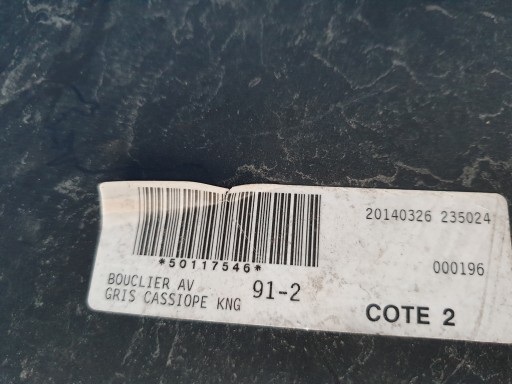 20140326 235024
*50117546*
000196
BOUCLIER AV
GRIS CASSIOPE KNG
91-2
COTE 2